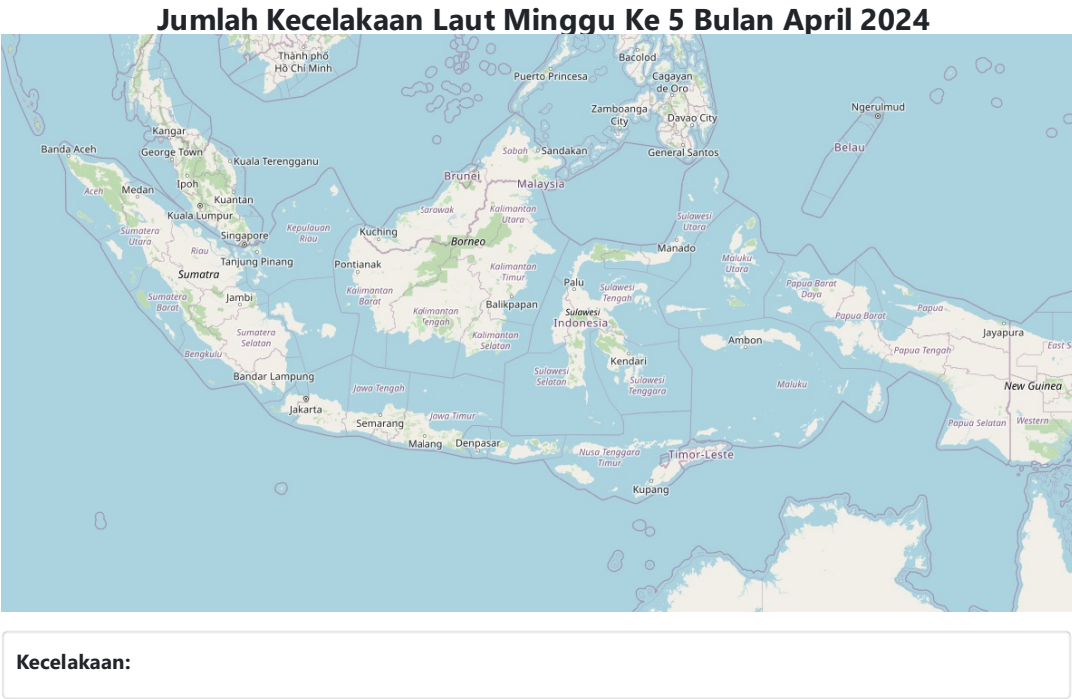 Jumlah Kecelakaan Laut Minggu Ke 5 Bulan April 2024
Thành phố
Hồ Chí Minh
Bacolod
Puerto Princesa
Cagayan
de Oro
Zamboanga
City
Davao City
Ngerulmud
Kangar
Banda Aceh
George Town
Kuala Terengganu
Sabah
Sandakan
General Santos
Belau
Ipoh
Brunei
Malaysia
Aceh
Medan
Kuantan
Kuala Lumpur
Sarawak
Kalimantan
Utara
Sulawesi
Utara
Sumatera
Utara
Singapore
Kepulauan
Riau
Kuching
Borneo
Manado
Riau
Tanjung Pinang
Pontianak
Kalimantan
Timur
Maluku
Utara
Sumatra
Palu
Papua Barat
Daya
Sumatera
Barat
Jambi
Kalimantan
Barat
Sulawesi
Tengah
Balikpapan
Kalimantan
Tengah
Sulawesi
Indonesia
Papua Barat
Papua
Jayapura
Sumatera
Selatan
Kalimantan
Selatan
Ambon
East S
Bengkulu
Kendari
Papua Tengah
Bandar Lampung
Sulawesi
Selatan
Sulawesi
Tenggara
Maluku
New Guinea
Jawa Tengah
Jakarta
Semarang
Jawa Timur
Papua Selatan
Western
Malang
Denpasar
Nusa Tenggara
Timur
Timor-Leste
Kupang
Kecelakaan: